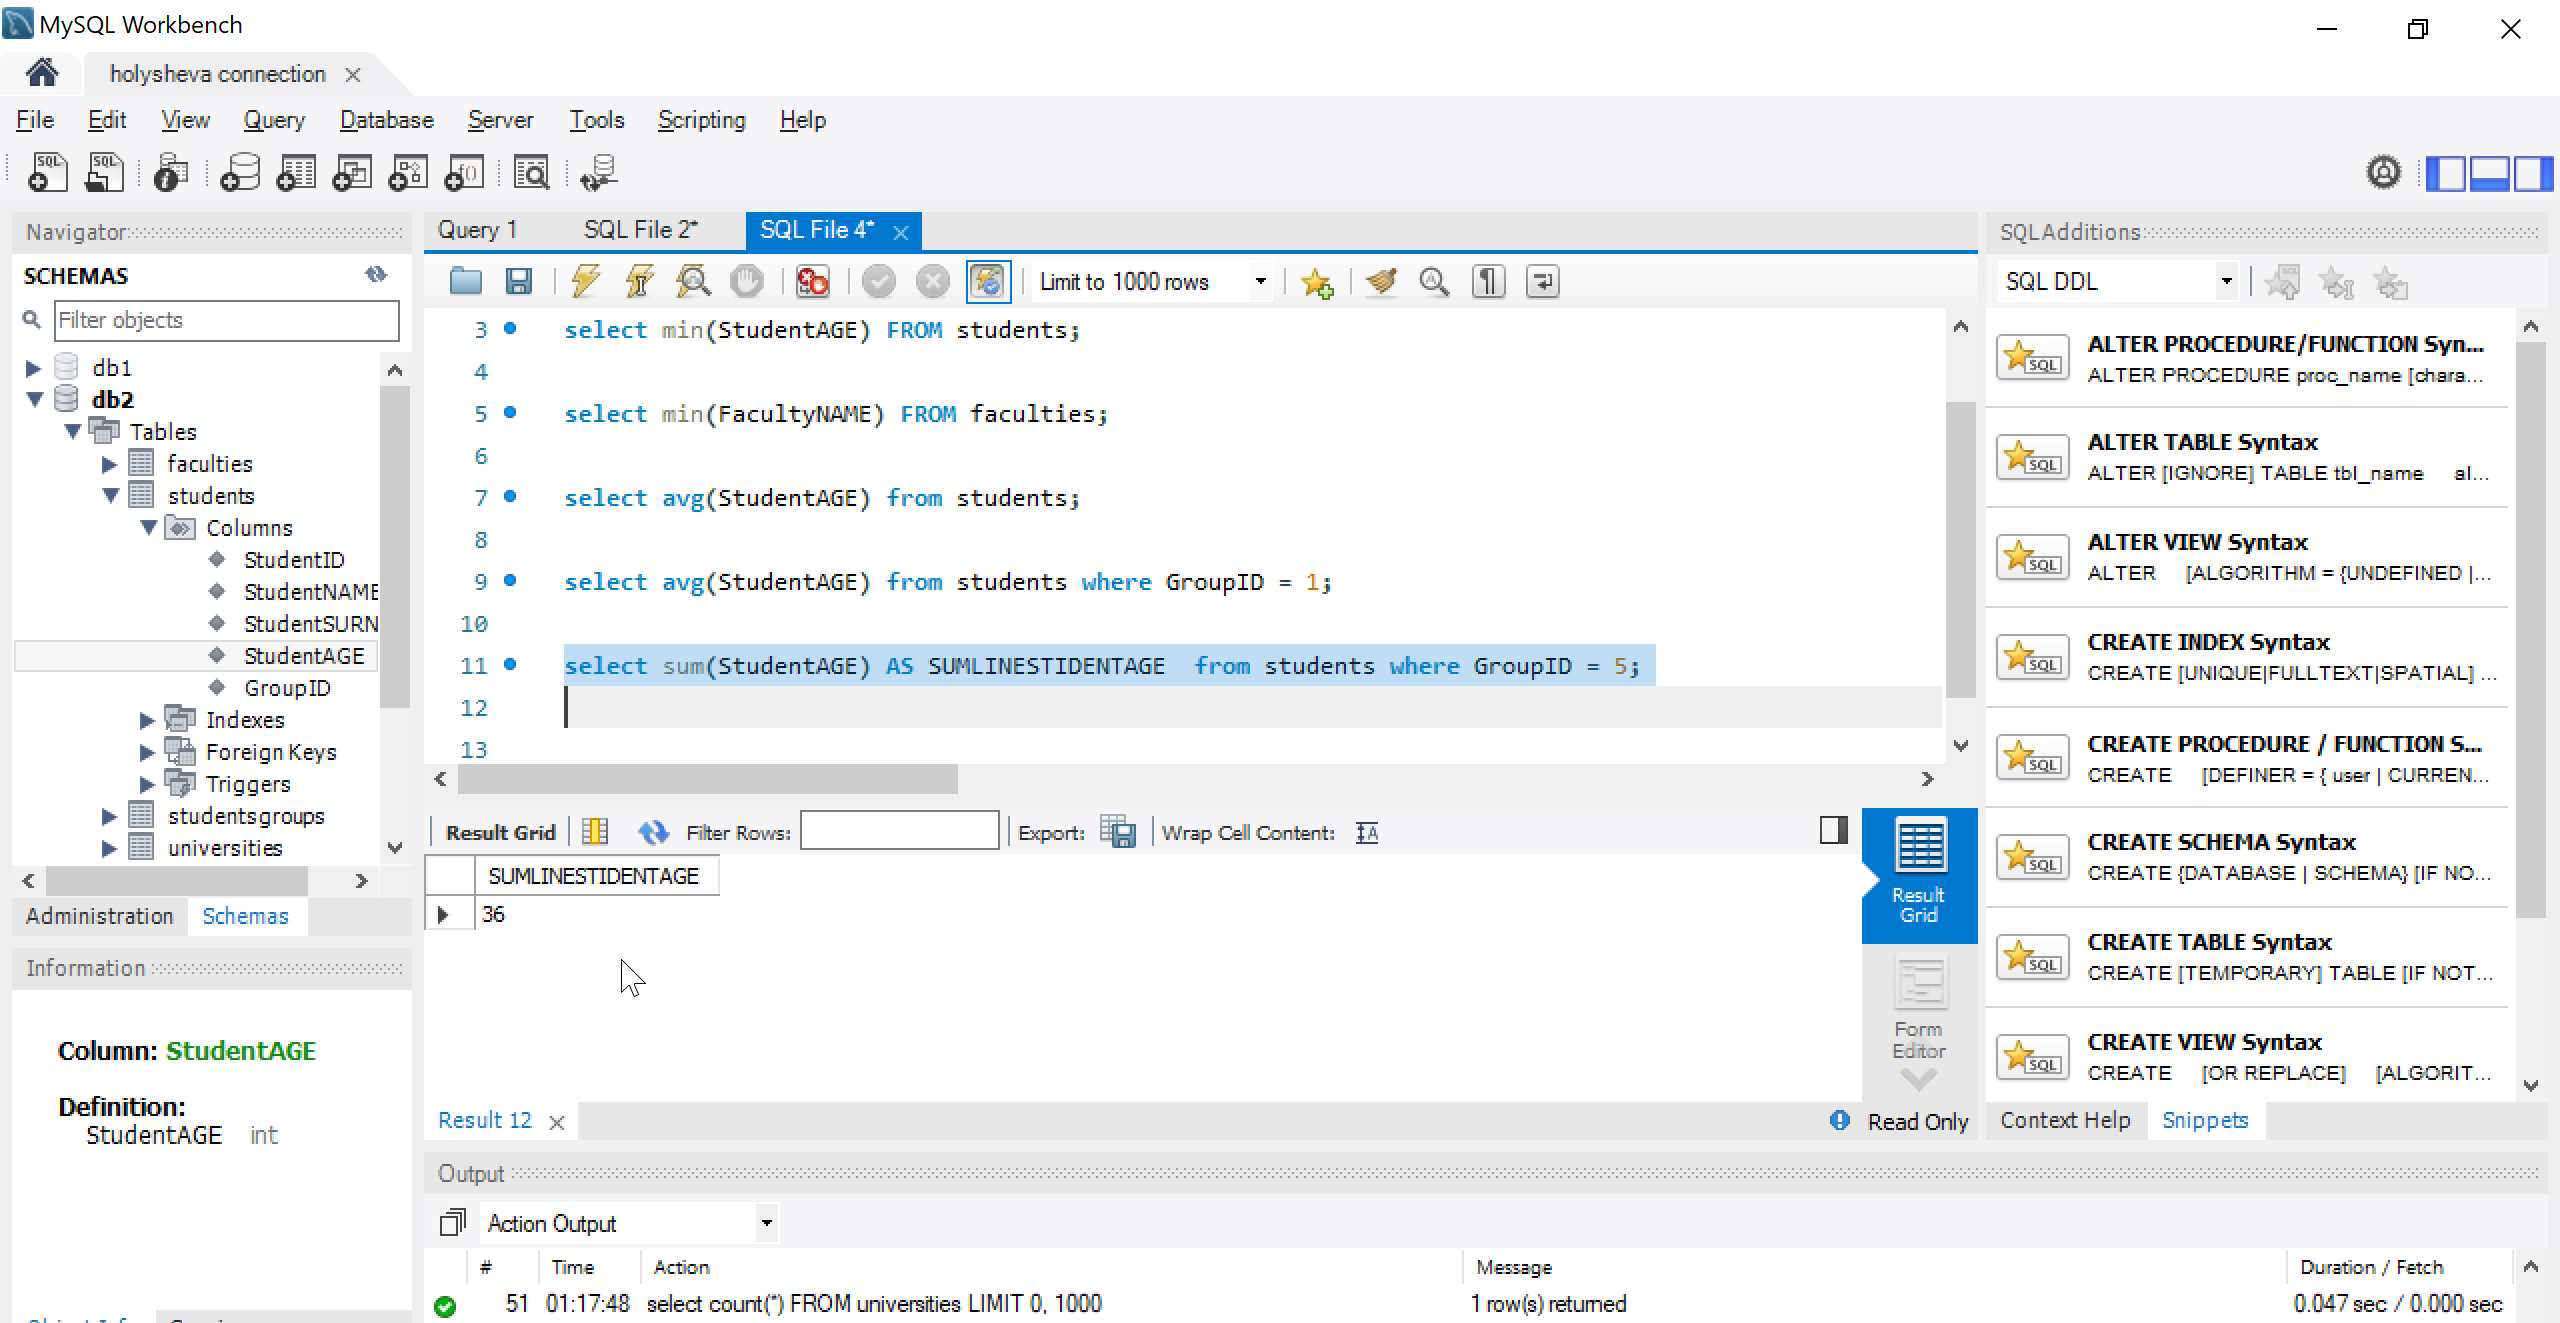 MySQL Workbench
holysheva connection
File Edit View Query Database Server Tools Scripting Help
Navigator
SCHEMAS
Filter objects
db1
db2
Tables
faculties
students
Columns
StudentID
StudentNAME
StudentSURN
StudentAGE
GroupID
Indexes
Foreign Keys
Triggers
studentsgroups
universities
Administration Schemas
Information
Column: StudentAGE
Definition:
StudentAGE int
Query 1 SQL File 2* SQL File 4*
Limit to 1000 rows
3 select min(StudentAGE) FROM students;
4
5 select min(FacultyNAME) FROM faculties;
6
7 select avg(StudentAGE) from students;
8
9 select avg(StudentAGE) from students where GroupID = 1;
10
11 select sum(StudentAGE) AS SUMLINESTIDENTAGE  from students where GroupID = 5;
12
13
Result Grid Filter Rows: Export: Wrap Cell Content:
SUMLINESTIDENTAGE
36
Result Grid
Form Editor
Result 12
Read Only
SQLAdditions
SQL DDL
ALTER PROCEDURE/FUNCTION Syn...
ALTER PROCEDURE proc_name [chara...
ALTER TABLE Syntax
ALTER [IGNORE] TABLE tbl_name al...
ALTER VIEW Syntax
ALTER [ALGORITHM = {UNDEFINED |...
CREATE INDEX Syntax
CREATE [UNIQUE|FULLTEXT|SPATIAL] ...
CREATE PROCEDURE / FUNCTION S...
CREATE [DEFINER = { user | CURREN...
CREATE SCHEMA Syntax
CREATE {DATABASE | SCHEMA} [IF NO...
CREATE TABLE Syntax
CREATE [TEMPORARY] TABLE [IF NOT...
CREATE VIEW Syntax
CREATE [OR REPLACE] [ALGORIT...
Context Help Snippets
Output
Action Output
# Time Action Message Duration / Fetch
51 01:17:48 select count(*) FROM universities LIMIT 0, 1000 1 row(s) returned 0.047 sec / 0.000 sec